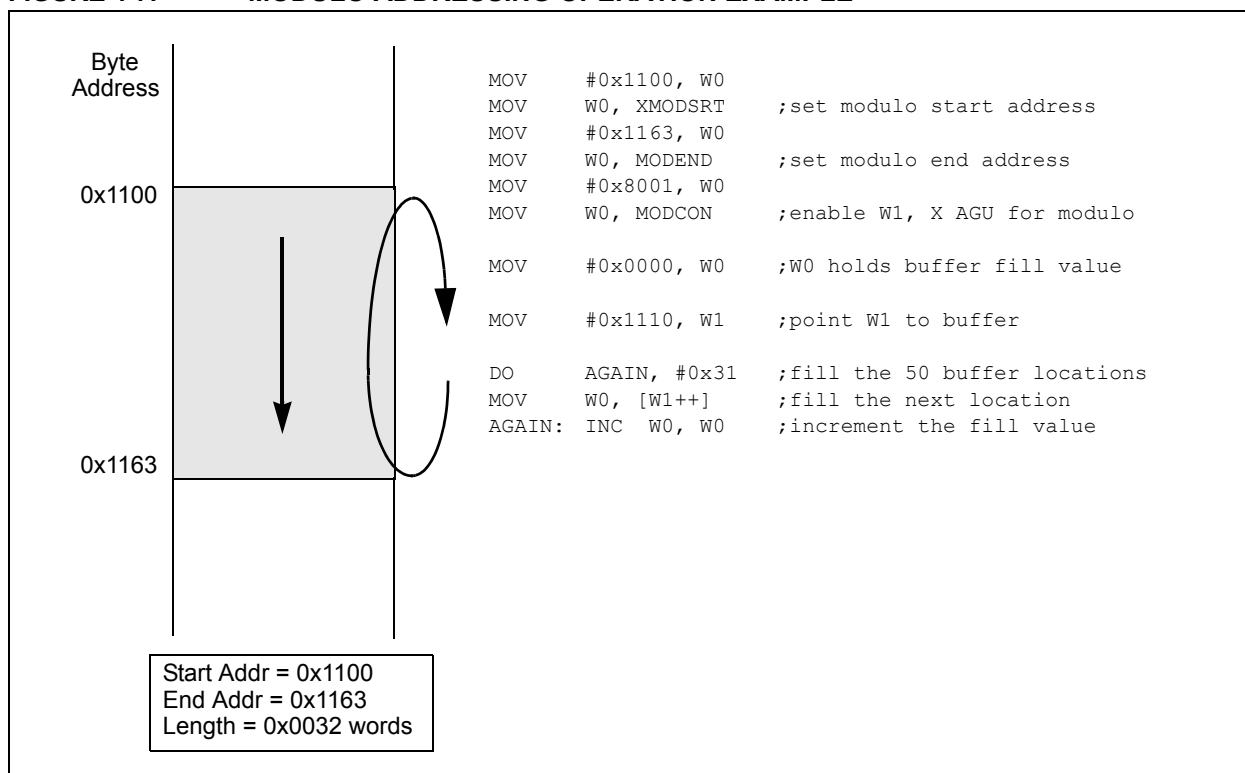 Byte
Address
0x1100
0x1163
MOV #0x1100, W0
MOV W0, XMODSRT ;set modulo start address
MOV #0x1163, W0
MOV W0, MODEND ;set modulo end address
MOV #0x8001, W0
MOV W0, MODCON ;enable W1, X AGU for modulo
MOV #0x0000, W0 ;W0 holds buffer fill value
MOV #0x1110, W1 ;point W1 to buffer
DO AGAIN, #0x31 ;fill the 50 buffer locations
MOV W0, [W1++] ;fill the next location
AGAIN: INC W0, W0 ;increment the fill value
Start Addr = 0x1100
End Addr = 0x1163
Length = 0x0032 words